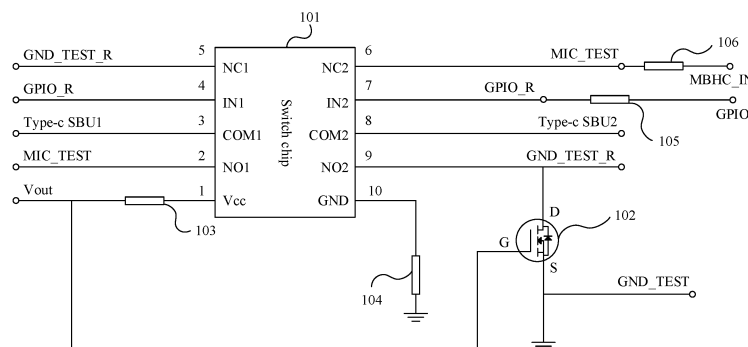 101
GND_TEST_R 5 NC1 NC2 6 MIC_TEST 106
MBHC_IN
GPIO_R 4 IN1 IN2 7 GPIO_R GPIO
105
Type-c SBU1 3 COM1 COM2 8 Type-c SBU2
Switch chip
MIC_TEST 2 NO1 NO2 9 GND_TEST_R
Vout 1 Vcc GND 10
103
D
102
G
S
104
GND_TEST